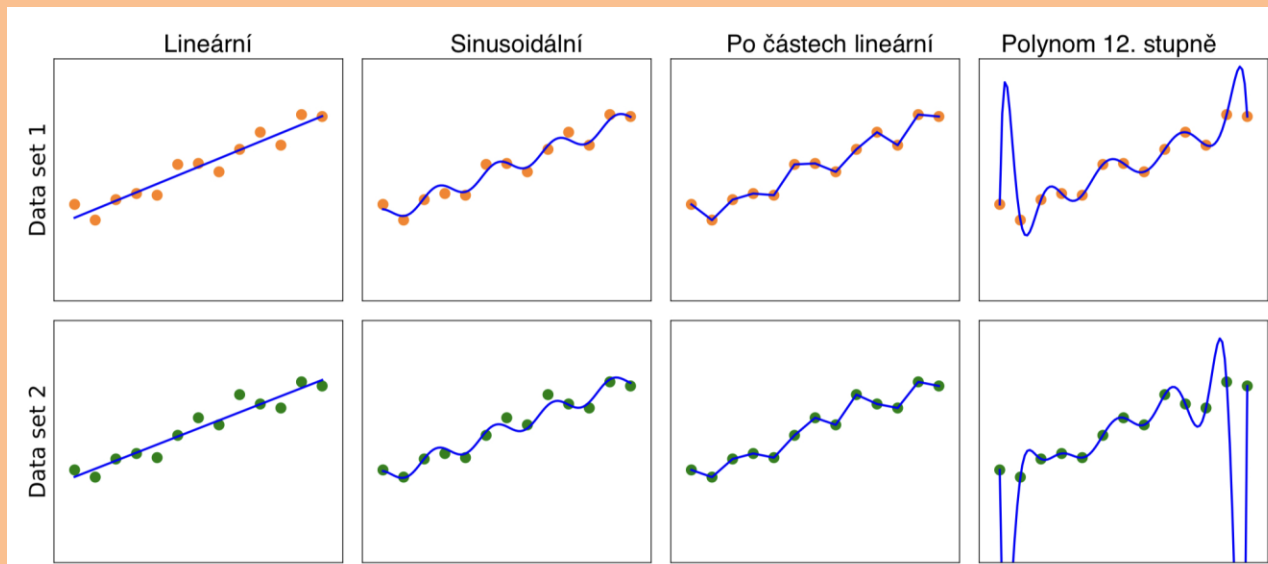 Lineární
Sinusoidální
Po částech lineární
Polynom 12. stupně
Data set 1
Data set 2